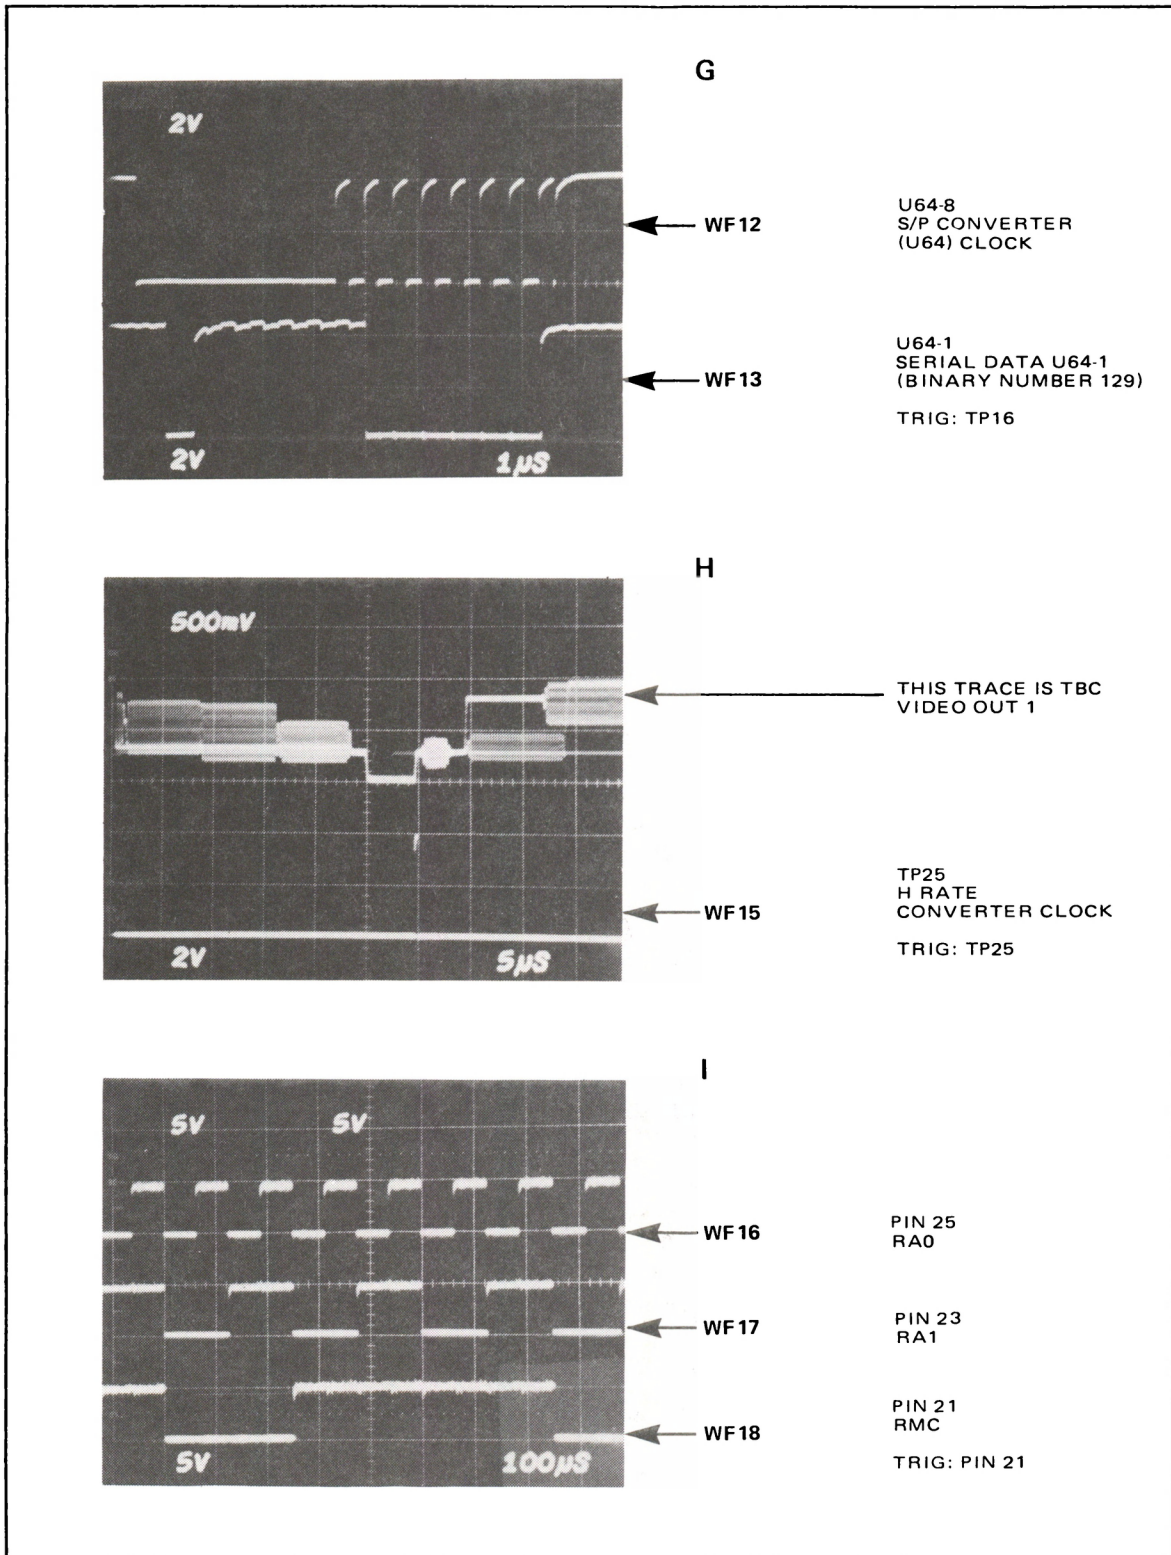 G
2V
WF12
U64-8
S/P CONVERTER
(U64) CLOCK
WF13
U64-1
SERIAL DATA U64-1
(BINARY NUMBER 129)
TRIG: TP16
2V
1µS
H
500mV
THIS TRACE IS TBC
VIDEO OUT 1
WF15
TP25
H RATE
CONVERTER CLOCK
TRIG: TP25
2V
5µS
I
5V
5V
WF16
PIN 25
RA0
WF17
PIN 23
RA1
WF18
PIN 21
RMC
TRIG: PIN 21
5V
100µS